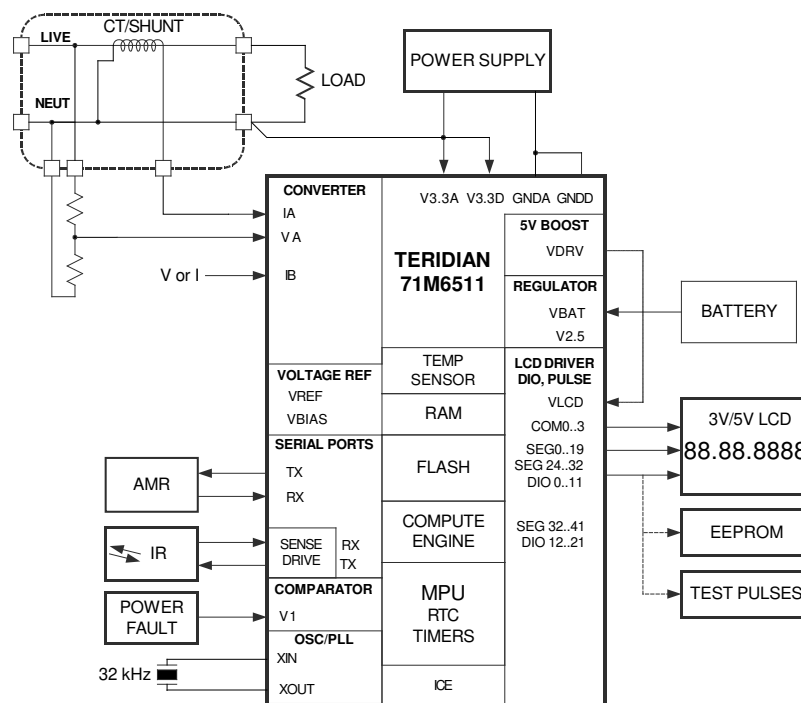 CT/SHUNT
LIVE
NEUT
LOAD
POWER SUPPLY
CONVERTER
IA
VA
IB
V or I
V3.3A V3.3D GNDA GNDD
TERIDIAN
71M6511
5V BOOST
VDRV
REGULATOR
VBAT
V2.5
BATTERY
VOLTAGE REF
VREF
VBIAS
TEMP
SENSOR
RAM
LCD DRIVER
DIO, PULSE
VLCD
COM0..3
SEG0..19
SEG 24..32
DIO 0..11
SEG 32..41
DIO 12..21
3V/5V LCD
88.88.8888
SERIAL PORTS
TX
RX
AMR
FLASH
EEPROM
TEST PULSES
IR
SENSE
DRIVE
RX
TX
COMPUTE
ENGINE
POWER
FAULT
COMPARATOR
V1
MPU
RTC
TIMERS
OSC/PLL
XIN
XOUT
32 kHz
ICE